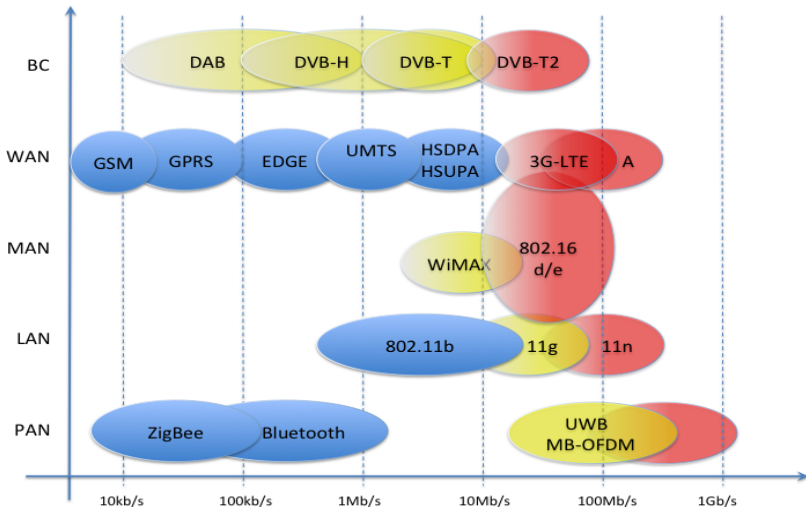 BC
DAB
DVB-H
DVB-T
DVB-T2
WAN
GSM
GPRS
EDGE
UMTS
HSDPA
HSUPA
3G-LTE
A
MAN
WiMAX
802.16
d/e
LAN
802.11b
11g
11n
PAN
ZigBee
Bluetooth
UWB
MB-OFDM
10kb/s
100kb/s
1Mb/s
10Mb/s
100Mb/s
1Gb/s